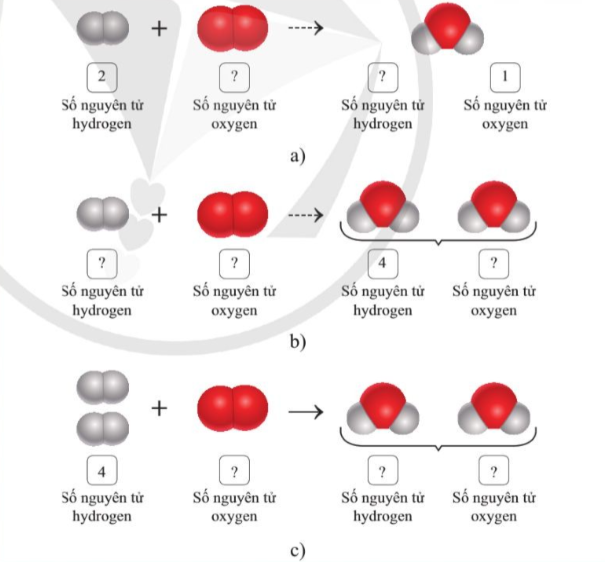 +
2 ? ? 1
Số nguyên tử Số nguyên tử Số nguyên tử Số nguyên tử
hydrogen oxygen hydrogen oxygen
a)
+
? ? 4 ?
Số nguyên tử Số nguyên tử Số nguyên tử Số nguyên tử
hydrogen oxygen hydrogen oxygen
b)
+
4 ? ? ?
Số nguyên tử Số nguyên tử Số nguyên tử Số nguyên tử
hydrogen oxygen hydrogen oxygen
c)